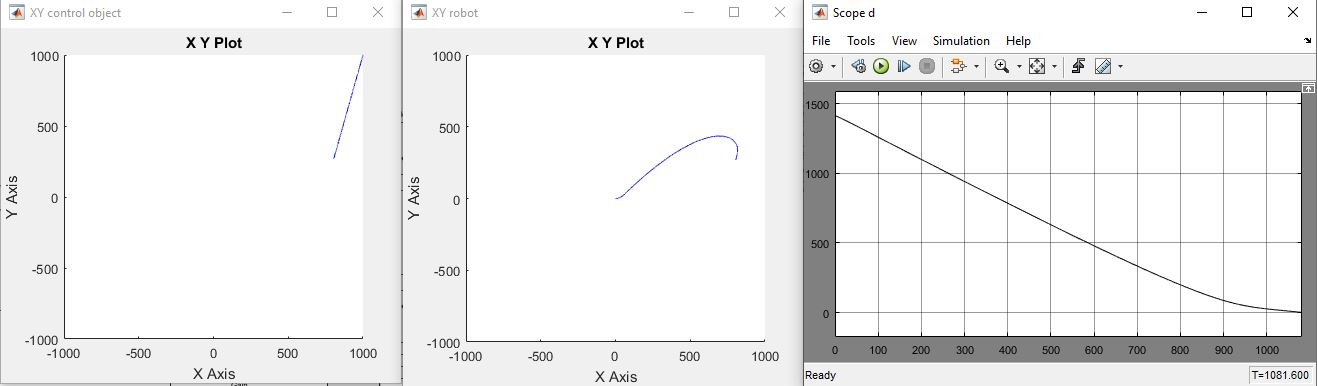 XY control object
X Y Plot
1000
500
0
-500
-1000
-1000 -500 0 500 1000
X Axis
Y Axis
XY robot
X Y Plot
1000
500
0
-500
-1000
-1000 -500 0 500 1000
X Axis
Y Axis
Scope d
File Tools View Simulation Help
1500
1000
500
0
0 100 200 300 400 500 600 700 800 900 1000
Ready T=1081.600